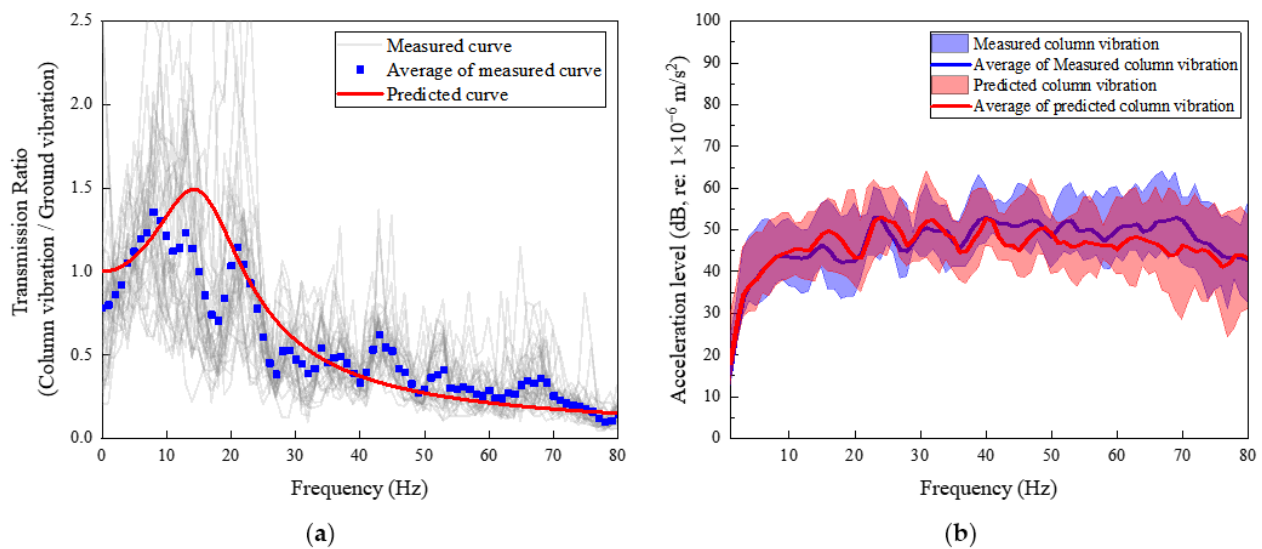 2.5
2.0
1.5
1.0
0.5
0.0
Transmission Ratio
(Column vibration / Ground vibration)
Measured curve
Average of measured curve
Predicted curve
0 10 20 30 40 50 60 70 80
Frequency (Hz)
(a)
100
90
80
70
60
50
40
30
20
10
0
Acceleration level (dB, re: 1×10⁻⁶ m/s²)
Measured column vibration
Average of Measured column vibration
Predicted column vibration
Average of predicted column vibration
10 20 30 40 50 60 70 80
Frequency (Hz)
(b)